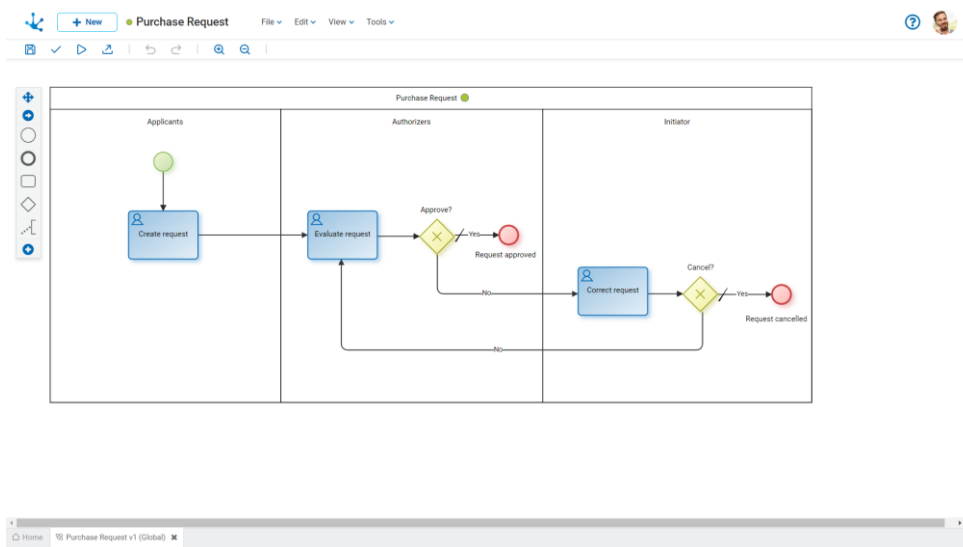 New
Purchase Request
File
Edit
View
Tools
Purchase Request
Applicants
Authorizers
Initiator
Approve?
Create request
Evaluate request
Yes
Request approved
Cancel?
No
Correct request
Yes
Request cancelled
No
Home
Purchase Request v1 (Global)